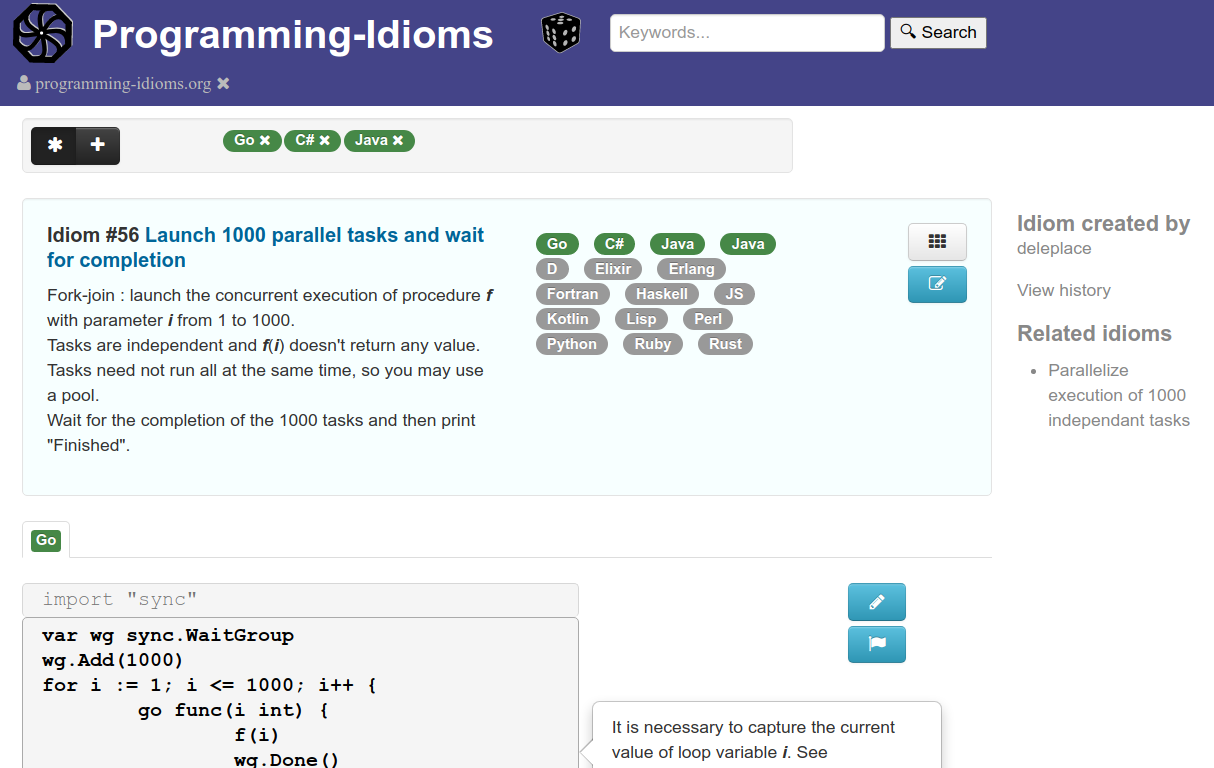 Programming-Idioms
Keywords...
Search
programming-idioms.org
Go C# Java
Idiom #56 Launch 1000 parallel tasks and wait
for completion
Fork-join : launch the concurrent execution of procedure f
with parameter i from 1 to 1000.
Tasks are independent and f(i) doesn't return any value.
Tasks need not run all at the same time, so you may use
a pool.
Wait for the completion of the 1000 tasks and then print
"Finished".
Go C# Java Java
D Elixir Erlang
Fortran Haskell JS
Kotlin Lisp Perl
Python Ruby Rust
Idiom created by
deleplace
View history
Related idioms
Parallelize
execution of 1000
independant tasks
Go
import "sync"
var wg sync.WaitGroup
wg.Add(1000)
for i := 1; i <= 1000; i++ {
go func(i int) {
f(i)
wg.Done()
It is necessary to capture the current
value of loop variable i. See